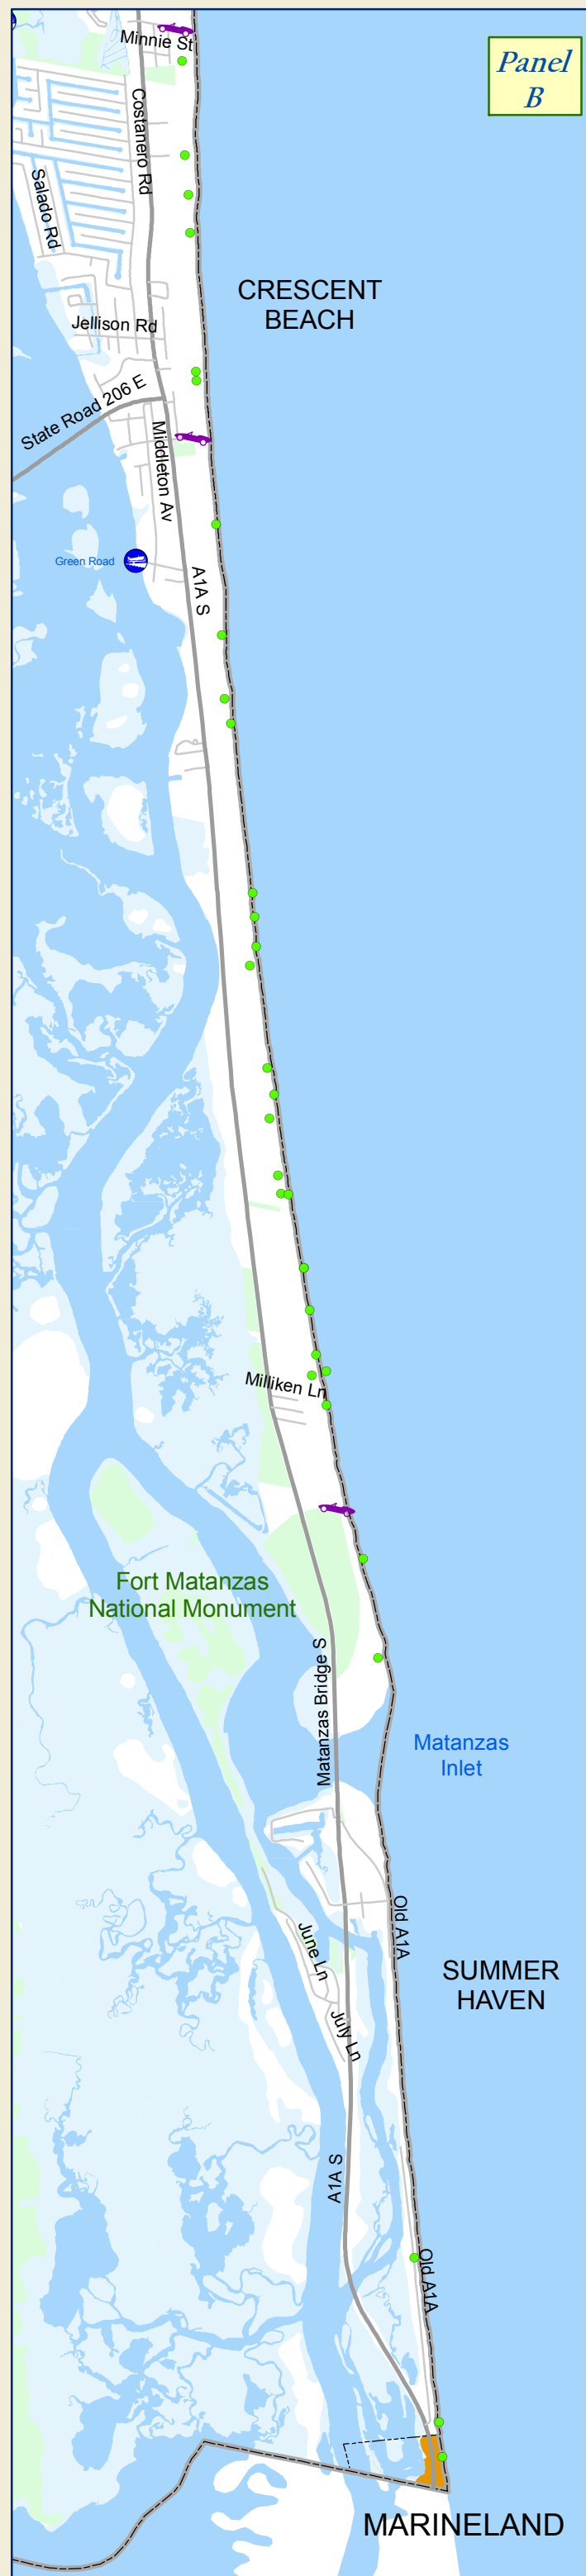 Minnie St
Panel
B
Costanero Rd
Salado Rd
CRESCENT
BEACH
Jellison Rd
State Road 206 E
Middleton Av
Green Road
A1A S
Milliken Ln
Fort Matanzas
National Monument
Matanzas Bridge S
Matanzas
Inlet
Old A1A
June Ln
SUMMER
HAVEN
July Ln
A1A S
Old A1A
MARINELAND